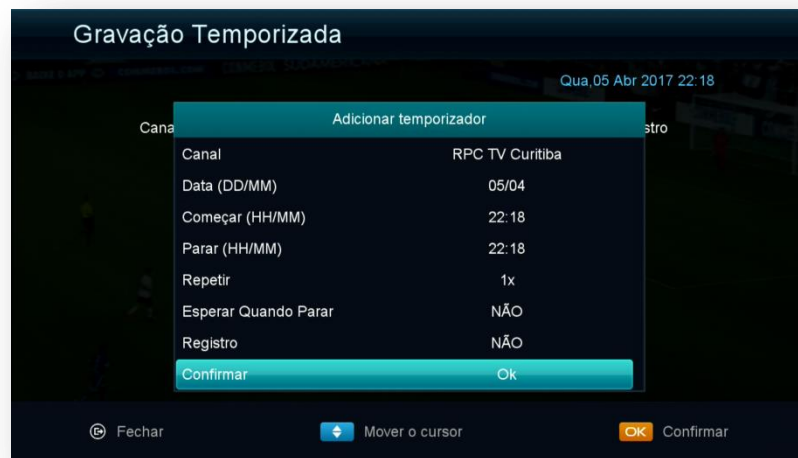 Gravação Temporizada
Qua,05 Abr 2017 22:18
Adicionar temporizador
Canal RPC TV Curitiba
Data (DD/MM) 05/04
Começar (HH/MM) 22:18
Parar (HH/MM) 22:18
Repetir 1x
Esperar Quando Parar NÃO
Registro NÃO
Confirmar Ok
Fechar Mover o cursor OK Confirmar